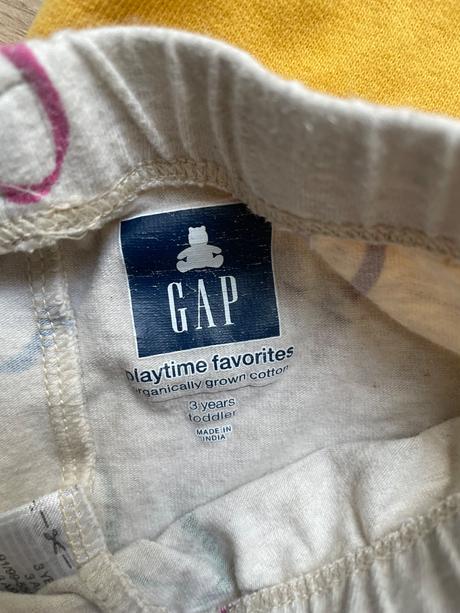 GAP
playtime favorites
organically grown cotton
3 years
toddler
MADE IN
INDIA